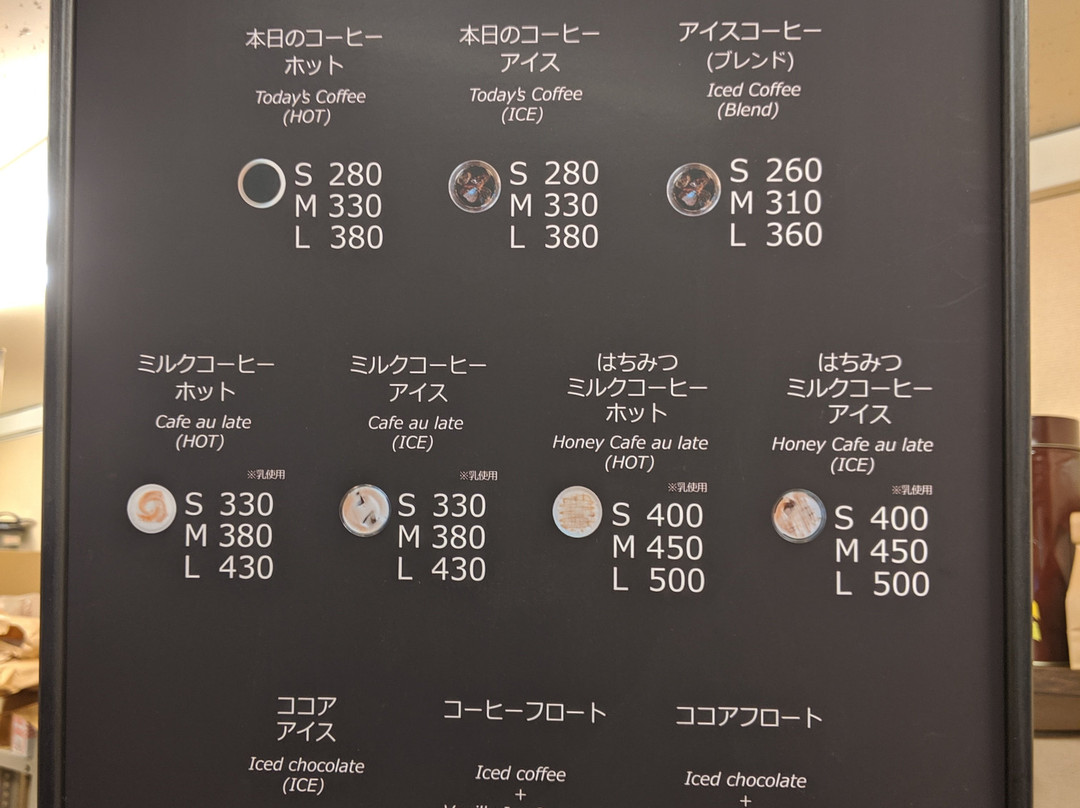 本日のコーヒー
ホット
Today's Coffee
(HOT)
S 280
M 330
L 380
本日のコーヒー
アイス
Today's Coffee
(ICE)
S 280
M 330
L 380
アイスコーヒー
(ブレンド)
Iced Coffee
(Blend)
S 260
M 310
L 360
ミルクコーヒー
ホット
Cafe au late
(HOT)
※乳使用
S 330
M 380
L 430
ミルクコーヒー
アイス
Cafe au late
(ICE)
※乳使用
S 330
M 380
L 430
はちみつ
ミルクコーヒー
ホット
Honey Cafe au late
(HOT)
※乳使用
S 400
M 450
L 500
はちみつ
ミルクコーヒー
アイス
Honey Cafe au late
(ICE)
※乳使用
S 400
M 450
L 500
ココア
アイス
Iced chocolate
(ICE)
コーヒーフロート
Iced coffee
+
ココアフロート
Iced chocolate
+